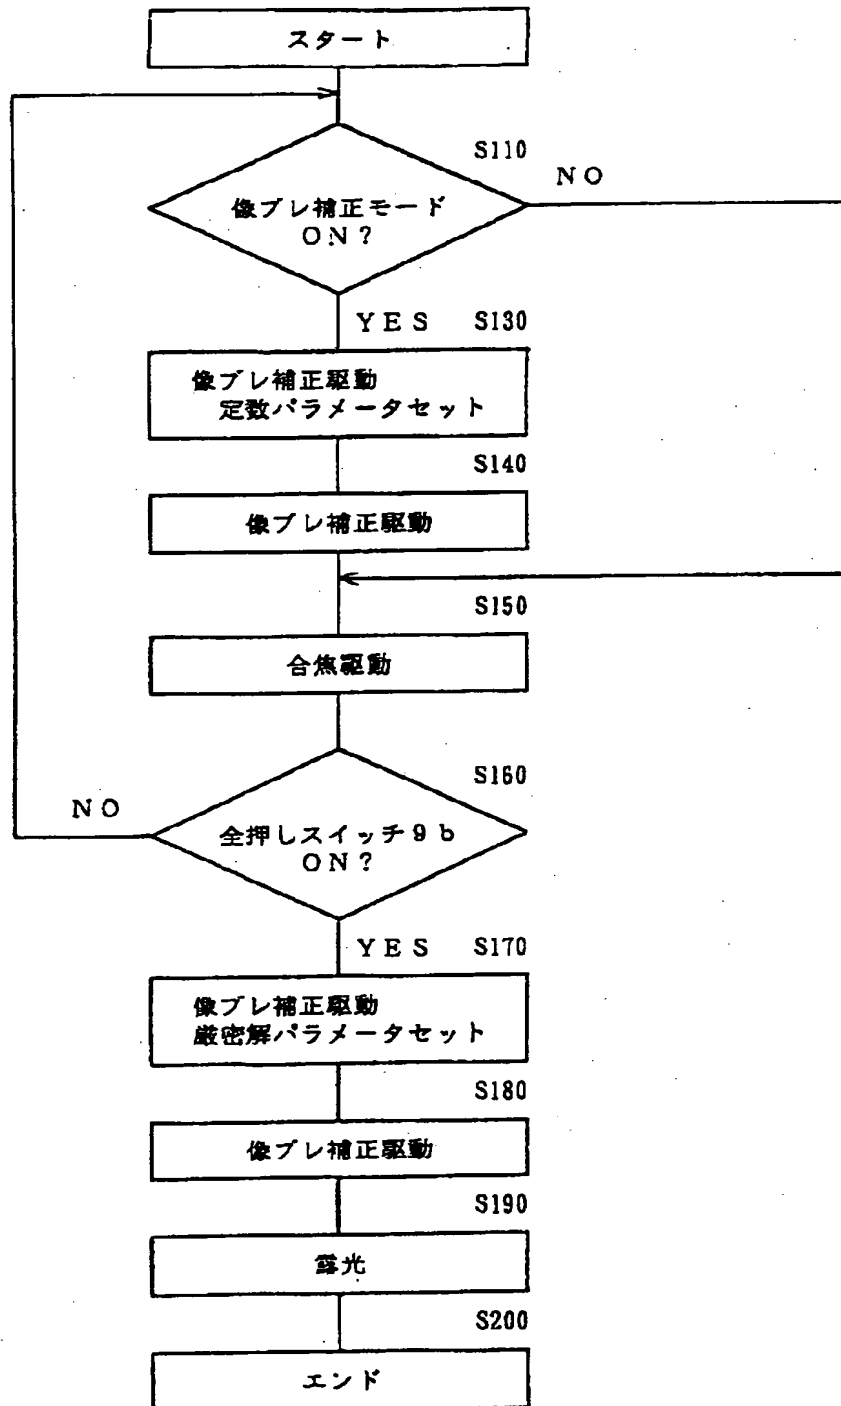 スタート
S110
NO
像ブレ補正モード
ON?
YES S130
像ブレ補正駆動
定数パラメータセット
S140
像ブレ補正駆動
S150
合焦駆動
S160
NO
全押しスイッチ9b
ON?
YES S170
像ブレ補正駆動
厳密解パラメータセット
S180
像ブレ補正駆動
S190
露光
S200
エンド